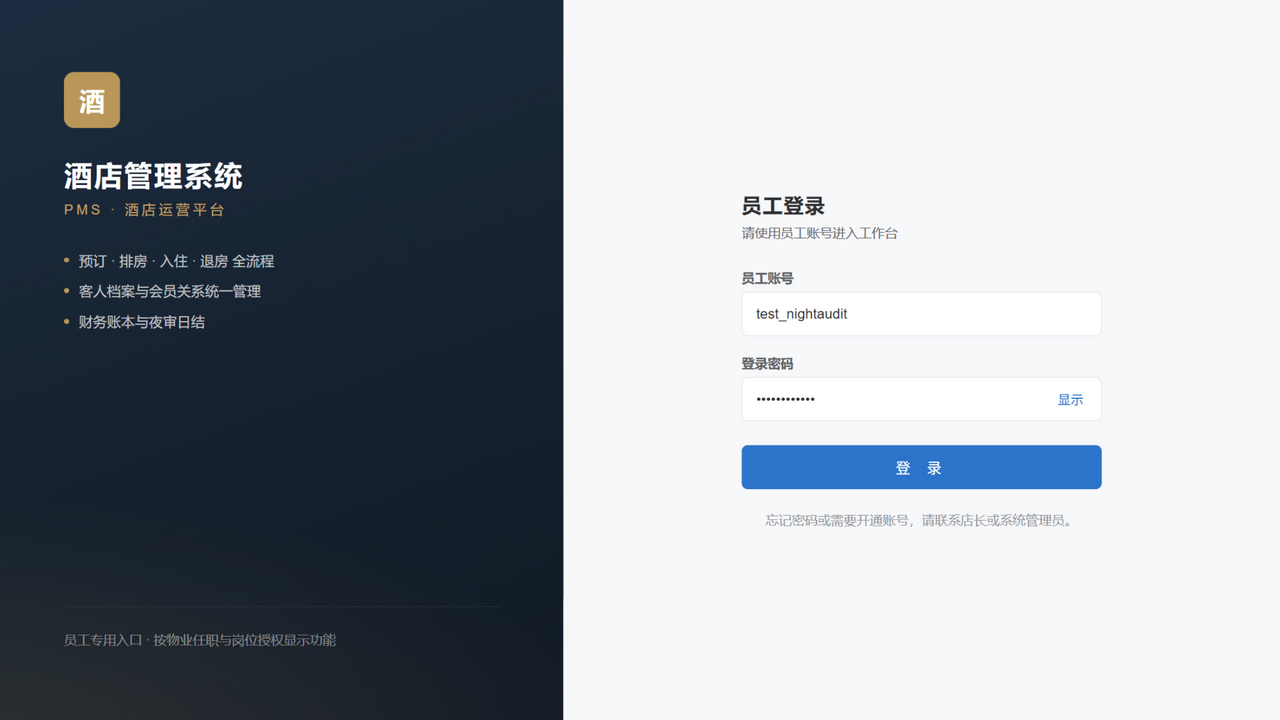 酒
酒店管理系统
PMS · 酒店运营平台
预订 · 排房 · 入住 · 退房 全流程
客人档案与会员关系统一管理
财务账本与夜审日结
员工专用入口 · 按物业任职与岗位授权显示功能
员工登录
请使用员工账号进入工作台
员工账号
test_nightaudit
登录密码
••••••••••••
显示
登 录
忘记密码或需要开通账号，请联系店长或系统管理员。